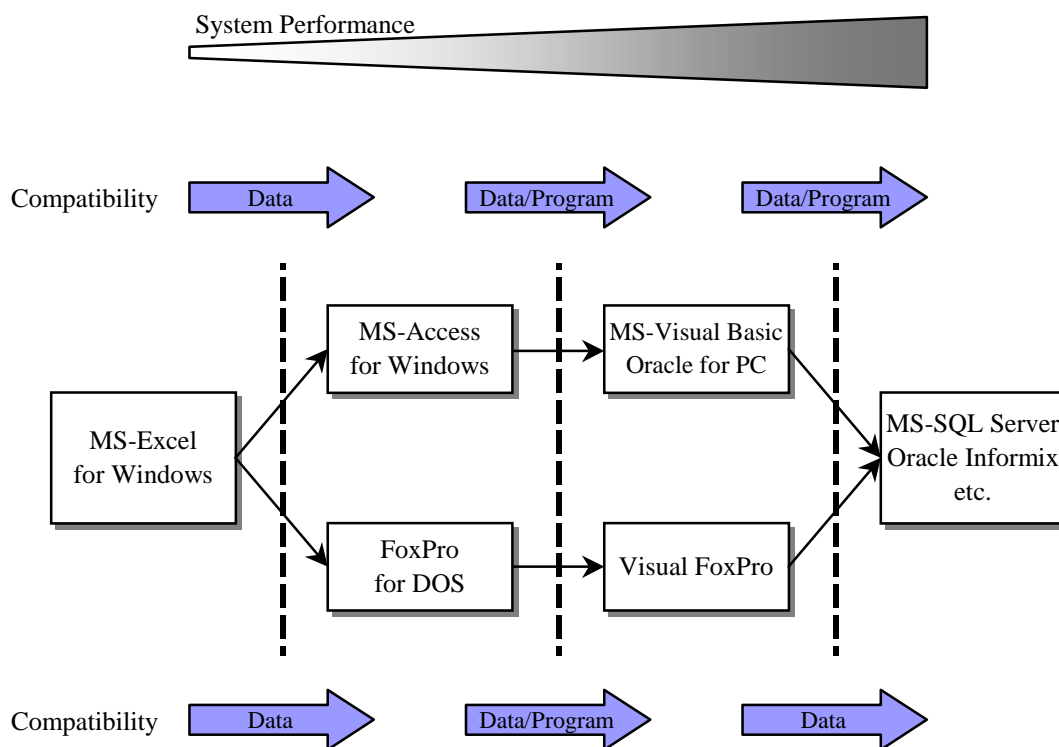 System Performance
Compatibility
Data
Data/Program
Data/Program
MS-Access
for Windows
MS-Visual Basic
Oracle for PC
MS-Excel
for Windows
MS-SQL Server
Oracle Informix
etc.
FoxPro
for DOS
Visual FoxPro
Compatibility
Data
Data/Program
Data